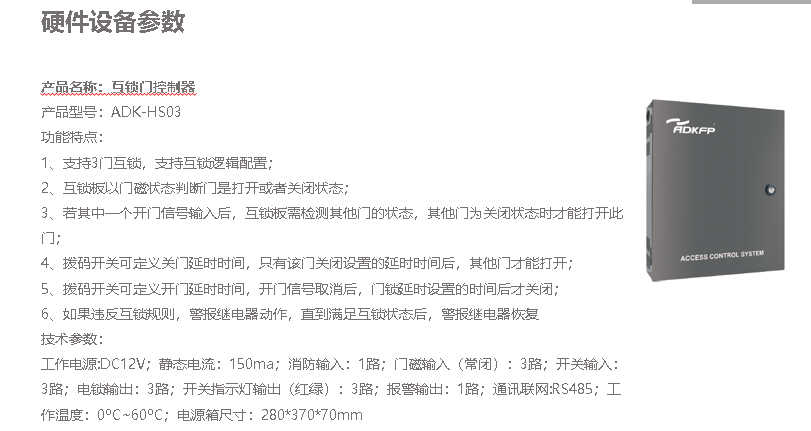 硬件设备参数
产品名称：互锁门控制器
产品型号：ADK-HS03
功能特点：
1、支持3门互锁，支持互锁逻辑配置；
2、互锁板以门磁状态判断门是打开或者关闭状态；
3、若其中一个开门信号输入后，互锁板需检测其他门的状态，其他门为关闭状态时才能打开此
门；
4、拨码开关可定义关门延时时间，只有该门关闭设置的延时时间后，其他门才能打开；
5、拨码开关可定义开门延时时间，开门信号取消后，门锁延时设置的时间后才关闭；
6、如果违反互锁规则，警报继电器动作，直到满足互锁状态后，警报继电器恢复
技术参数：
工作电源:DC12V；静态电流：150ma；消防输入：1路；门磁输入（常闭）：3路；开关输入：
3路；电锁输出：3路；开关指示灯输出（红绿）：3路；报警输出：1路；通讯联网:RS485；工
作温度：0ºC~60ºC；电源箱尺寸：280*370*70mm
ADKFP
ACCESS CONTROL SYSTEM